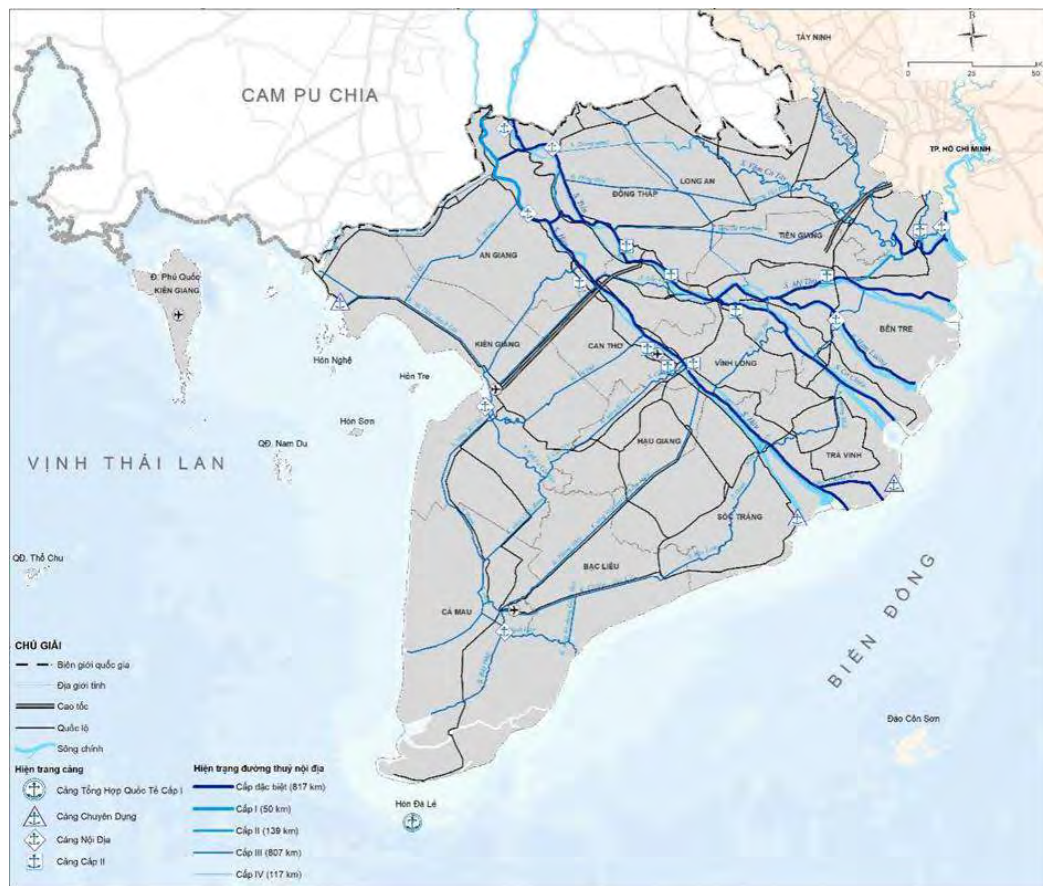 B
TÂY NINH
0 25 50
CAM PU CHIA
TP. HỒ CHÍ MINH
LONG AN
ĐỒNG THÁP
TIỀN GIANG
AN GIANG
Đ. Phú Quốc
KIÊN GIANG
BẾN TRE
KIÊN GIANG
CẦN THƠ
VĨNH LONG
Hòn Nghệ
Hòn Tre
Hòn Sơn
HẬU GIANG
QĐ. Nam Du
TRÀ VINH
VỊNH THÁI LAN
SÓC TRĂNG
QĐ. Thổ Chu
BẠC LIÊU
CÀ MAU
BIỂN ĐÔNG
Đảo Côn Sơn
Hòn Đá Lẻ
CHÚ GIẢI
Biên giới quốc gia
Địa giới tỉnh
Cao tốc
Quốc lộ
Sông chính
Hiện trạng cảng
Cảng Tổng Hợp Quốc Tế Cấp I
Cảng Chuyên Dụng
Cảng Nội Địa
Cảng Cấp II
Hiện trạng đường thuỷ nội địa
Cấp đặc biệt (817 km)
Cấp I (50 km)
Cấp II (139 km)
Cấp III (807 km)
Cấp IV (117 km)